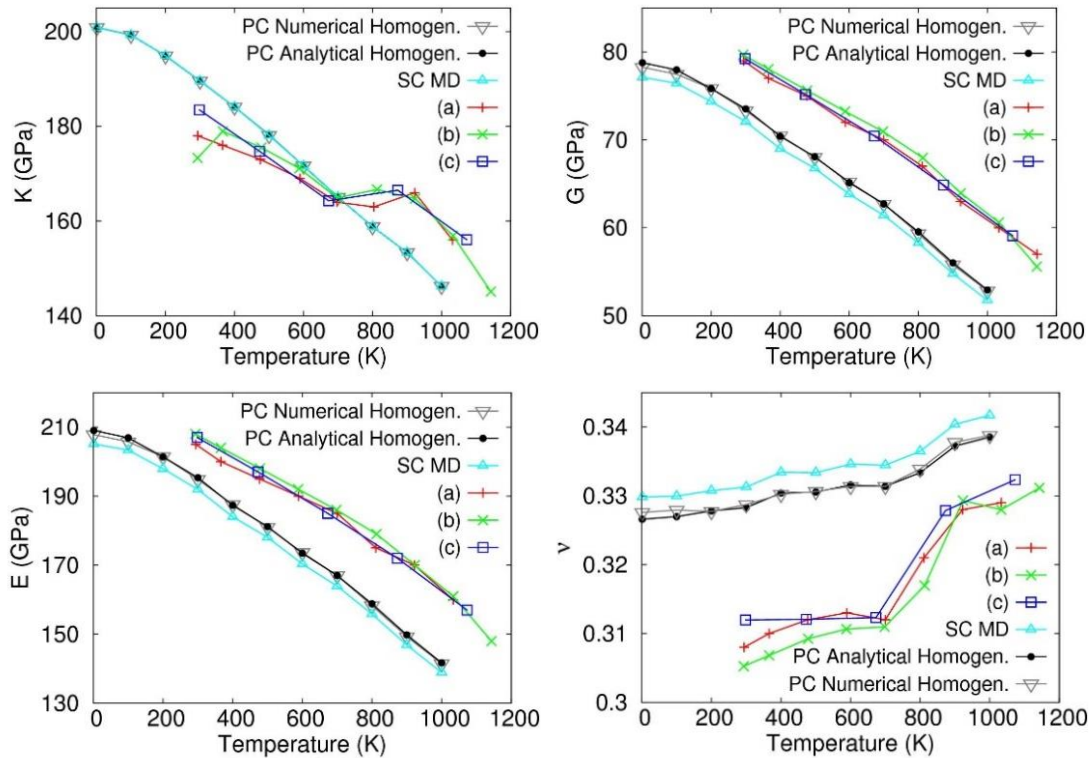 PC Numerical Homogen.
PC Analytical Homogen.
SC MD
(a)
(b)
(c)
200
180
160
140
K (GPa)
0 200 400 600 800 1000 1200
Temperature (K)
PC Numerical Homogen.
PC Analytical Homogen.
SC MD
(a)
(b)
(c)
80
70
60
50
G (GPa)
0 200 400 600 800 1000 1200
Temperature (K)
PC Numerical Homogen.
PC Analytical Homogen.
SC MD
(a)
(b)
(c)
210
190
170
150
130
E (GPa)
0 200 400 600 800 1000 1200
Temperature (K)
0.34
0.33
0.32
0.31
0.3
ν
(a)
(b)
(c)
SC MD
PC Analytical Homogen.
PC Numerical Homogen.
0 200 400 600 800 1000 1200
Temperature (K)